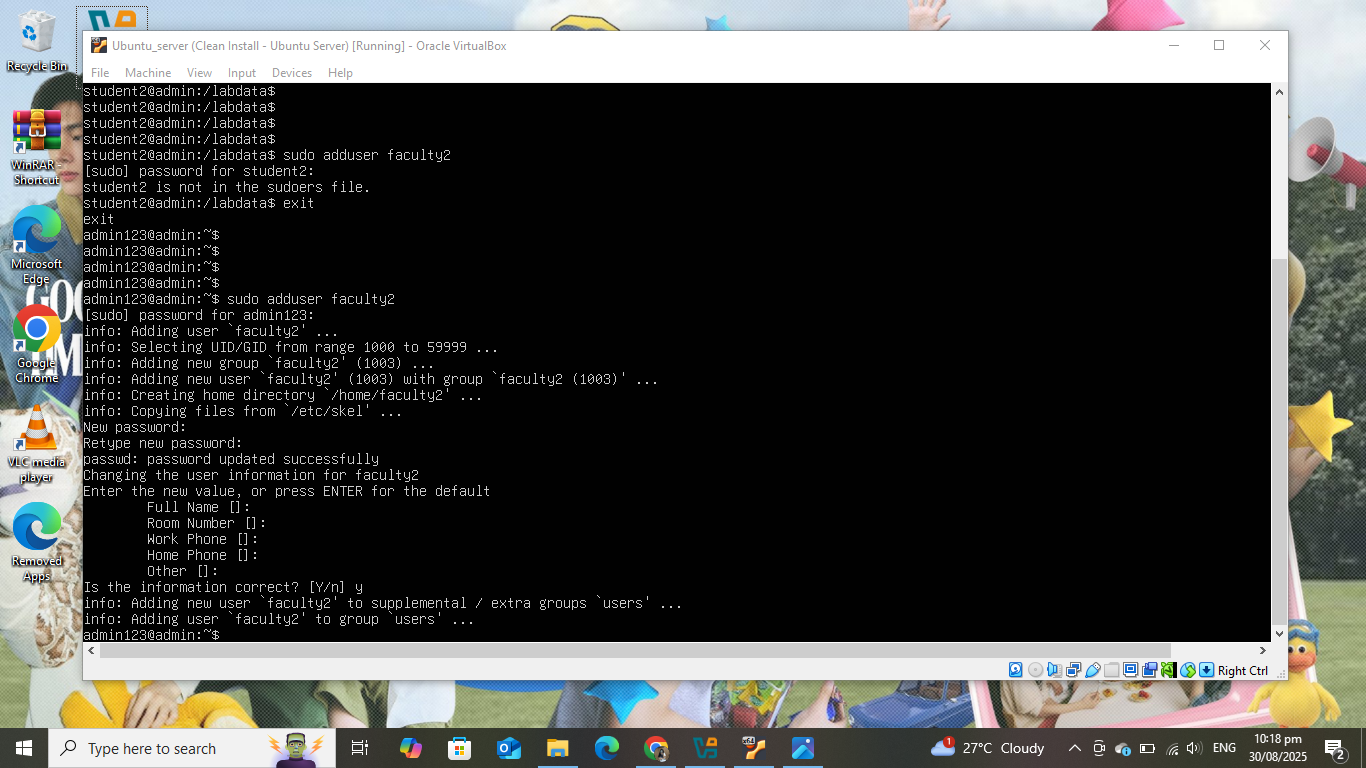 Recycle Bin
WinRAR - Shortcut
Microsoft Edge
Google Chrome
VLC media player
Removed Apps
Ubuntu_server (Clean Install - Ubuntu Server) [Running] - Oracle VirtualBox
File Machine View Input Devices Help
student2@admin:/labdata$
student2@admin:/labdata$
student2@admin:/labdata$
student2@admin:/labdata$
student2@admin:/labdata$ sudo adduser faculty2
[sudo] password for student2:
student2 is not in the sudoers file.
student2@admin:/labdata$ exit
exit
admin123@admin:~$
admin123@admin:~$
admin123@admin:~$
admin123@admin:~$
admin123@admin:~$ sudo adduser faculty2
[sudo] password for admin123:
info: Adding user `faculty2' ...
info: Selecting UID/GID from range 1000 to 59999 ...
info: Adding new group `faculty2' (1003) ...
info: Adding new user `faculty2' (1003) with group `faculty2 (1003)' ...
info: Creating home directory `/home/faculty2' ...
info: Copying files from `/etc/skel' ...
New password:
Retype new password:
passwd: password updated successfully
Changing the user information for faculty2
Enter the new value, or press ENTER for the default
Full Name []:
Room Number []:
Work Phone []:
Home Phone []:
Other []:
Is the information correct? [Y/n] y
info: Adding new user `faculty2' to supplemental / extra groups `users' ...
info: Adding user `faculty2' to group `users' ...
admin123@admin:~$
Right Ctrl
Type here to search
x64
1
27°C Cloudy
ENG
10:18 pm
30/08/2025
2